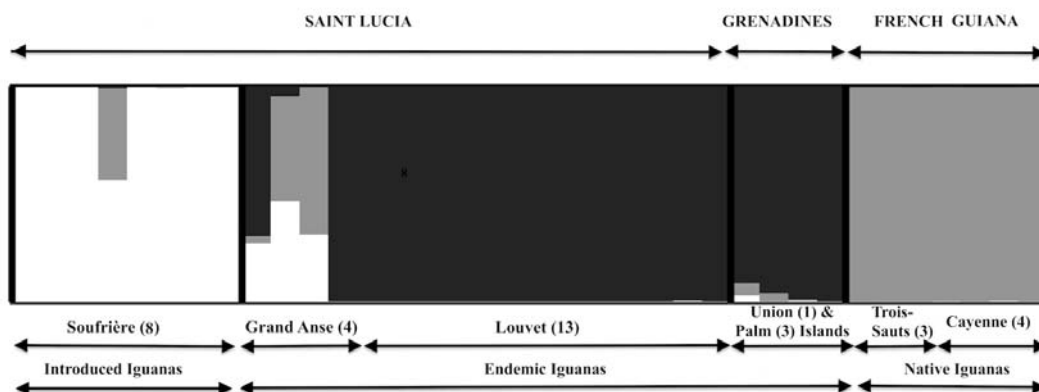 SAINT LUCIA GRENADINES FRENCH GUIANA
Soufrière (8) Grand Anse (4) Louvet (13) Union (1) & Palm (3) Islands Trois-Sauts (3) Cayenne (4)
Introduced Iguanas Endemic Iguanas Native Iguanas